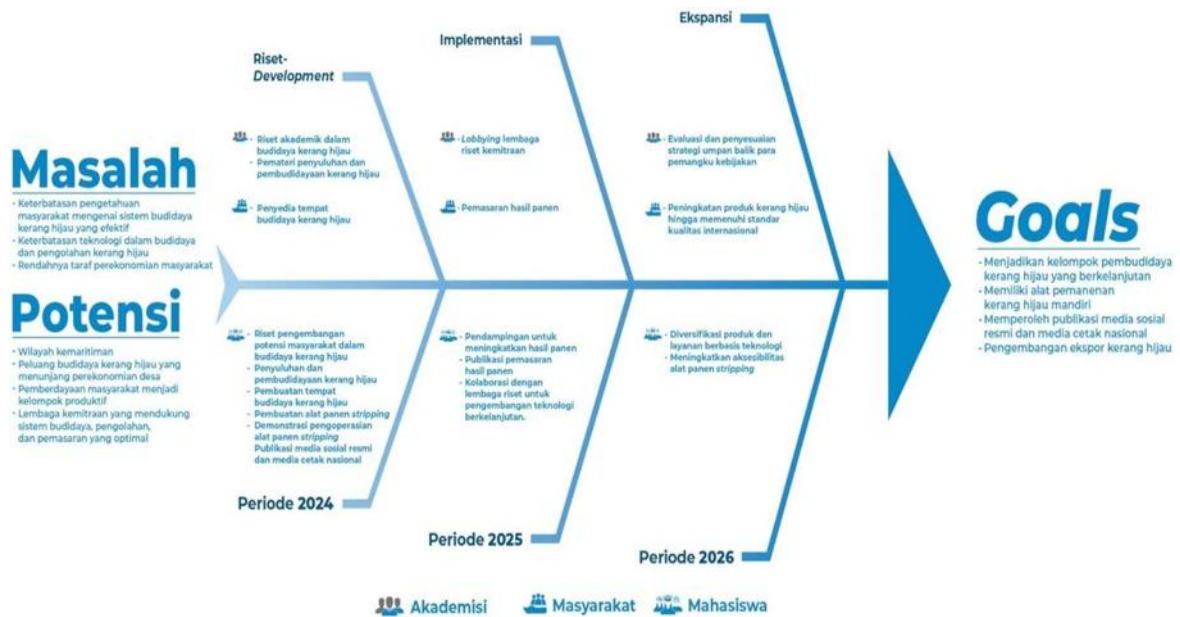 Masalah
- Keterbatasan pengetahuan
masyarakat mengenai sistem budidaya
kerang hijau yang efektif
- Keterbatasan teknologi dalam budidaya
dan pengolahan kerang hijau
- Rendahnya taraf perekonomian masyarakat
Potensi
- Wilayah kemaritiman
- Peluang budidaya kerang hijau yang
menunjang perekonomian desa
- Pemberdayaan masyarakat menjadi
kelompok produktif
- Lembaga kemitraan yang mendukung
sistem budidaya, pengolahan,
dan pemasaran yang optimal
Riset-
Development
- Riset akademik dalam
budidaya kerang hijau
- Pemateri penyuluhan dan
pembudidayaan kerang hijau
- Penyedia tempat
budidaya kerang hijau
- Riset pengembangan
potensi masyarakat dalam
budidaya kerang hijau
- Penyuluhan dan
pembudidayaan kerang hijau
- Pembuatan tempat
budidaya kerang hijau
- Pembuatan alat panen stripping
- Demonstrasi pengoperasian
alat panen stripping
Publikasi media sosial resmi
dan media cetak nasional
Periode 2024
Implementasi
- Lobbying lembaga
riset kemitraan
- Pemasaran hasil panen
- Pendampingan untuk
meningkatkan hasil panen
- Publikasi pemasaran
hasil panen
- Kolaborasi dengan
lembaga riset untuk
pengembangan teknologi
berkelanjutan.
Periode 2025
Ekspansi
- Evaluasi dan penyesuaian
strategi umpan balik para
pemangku kebijakan
- Peningkatan produk kerang hijau
hingga memenuhi standar
kualitas internasional
- Diversifikasi produk dan
layanan berbasis teknologi
- Meningkatkan aksesibilitas
alat panen stripping
Periode 2026
Goals
- Menjadikan kelompok pembudidaya
kerang hijau yang berkelanjutan
- Memiliki alat pemanenan
kerang hijau mandiri
- Memperoleh publikasi media sosial
resmi dan media cetak nasional
- Pengembangan ekspor kerang hijau
Akademisi
Masyarakat
Mahasiswa